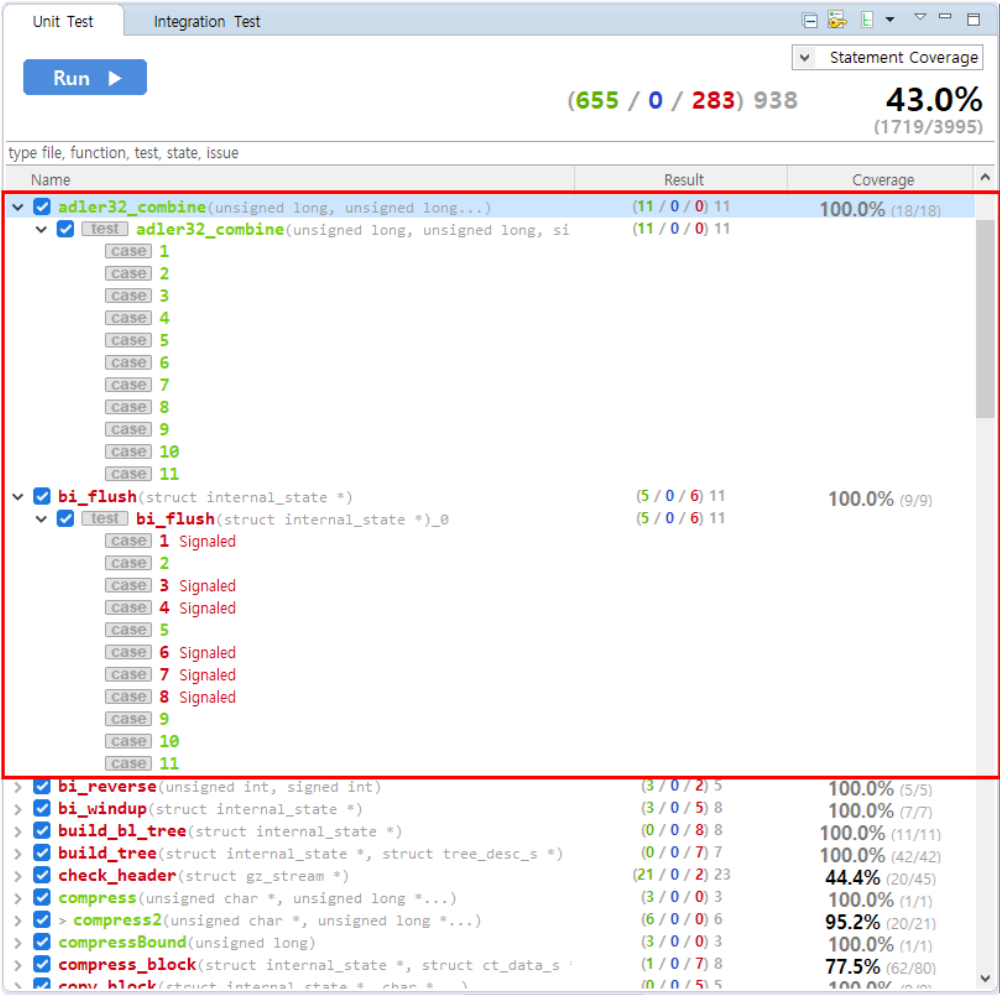 Unit Test Integration Test
Statement Coverage
Run
(655 / 0 / 283) 938 43.0%
(1719/3995)
type file, function, test, state, issue
Name Result Coverage
adler32_combine(unsigned long, unsigned long...) (11 / 0 / 0) 11 100.0% (18/18)
test adler32_combine(unsigned long, unsigned long, si (11 / 0 / 0) 11
case 1
case 2
case 3
case 4
case 5
case 6
case 7
case 8
case 9
case 10
case 11
bi_flush(struct internal_state *) (5 / 0 / 6) 11 100.0% (9/9)
test bi_flush(struct internal_state *)_0 (5 / 0 / 6) 11
case 1 Signaled
case 2
case 3 Signaled
case 4 Signaled
case 5
case 6 Signaled
case 7 Signaled
case 8 Signaled
case 9
case 10
case 11
bi_reverse(unsigned int, signed int) (3 / 0 / 2) 5 100.0% (5/5)
bi_windup(struct internal_state *) (3 / 0 / 5) 8 100.0% (7/7)
build_bl_tree(struct internal_state *) (0 / 0 / 8) 8 100.0% (11/11)
build_tree(struct internal_state *, struct tree_desc_s *) (0 / 0 / 7) 7 100.0% (42/42)
check_header(struct gz_stream *) (21 / 0 / 2) 23 44.4% (20/45)
compress(unsigned char *, unsigned long *...) (3 / 0 / 0) 3 100.0% (1/1)
> compress2(unsigned char *, unsigned long *...) (6 / 0 / 0) 6 95.2% (20/21)
compressBound(unsigned long) (3 / 0 / 0) 3 100.0% (1/1)
compress_block(struct internal_state *, struct ct_data_s * (1 / 0 / 7) 8 77.5% (62/80)
copy_block(struct internal_state *, char *...) (0 / 0 / 5) 5 100.0%